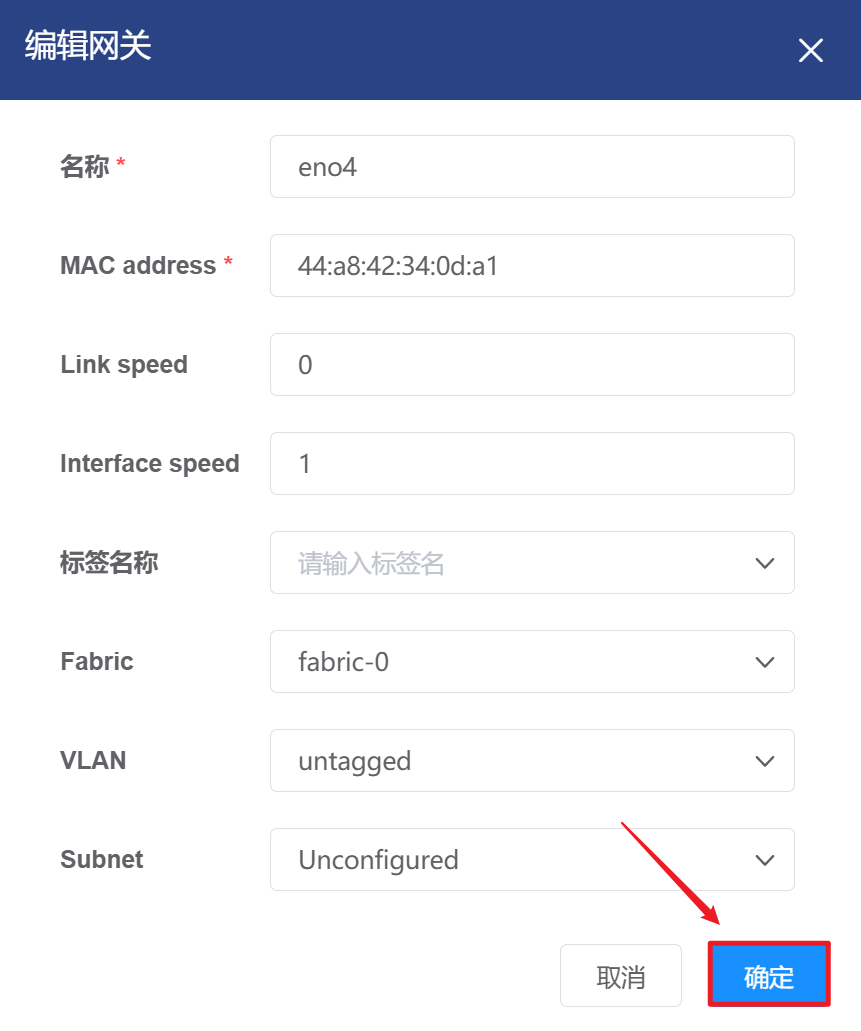 编辑网关
名称 *
eno4
MAC address *
44:a8:42:34:0d:a1
Link speed
0
Interface speed
1
标签名称
请输入标签名
Fabric
fabric-0
VLAN
untagged
Subnet
Unconfigured
取消
确定